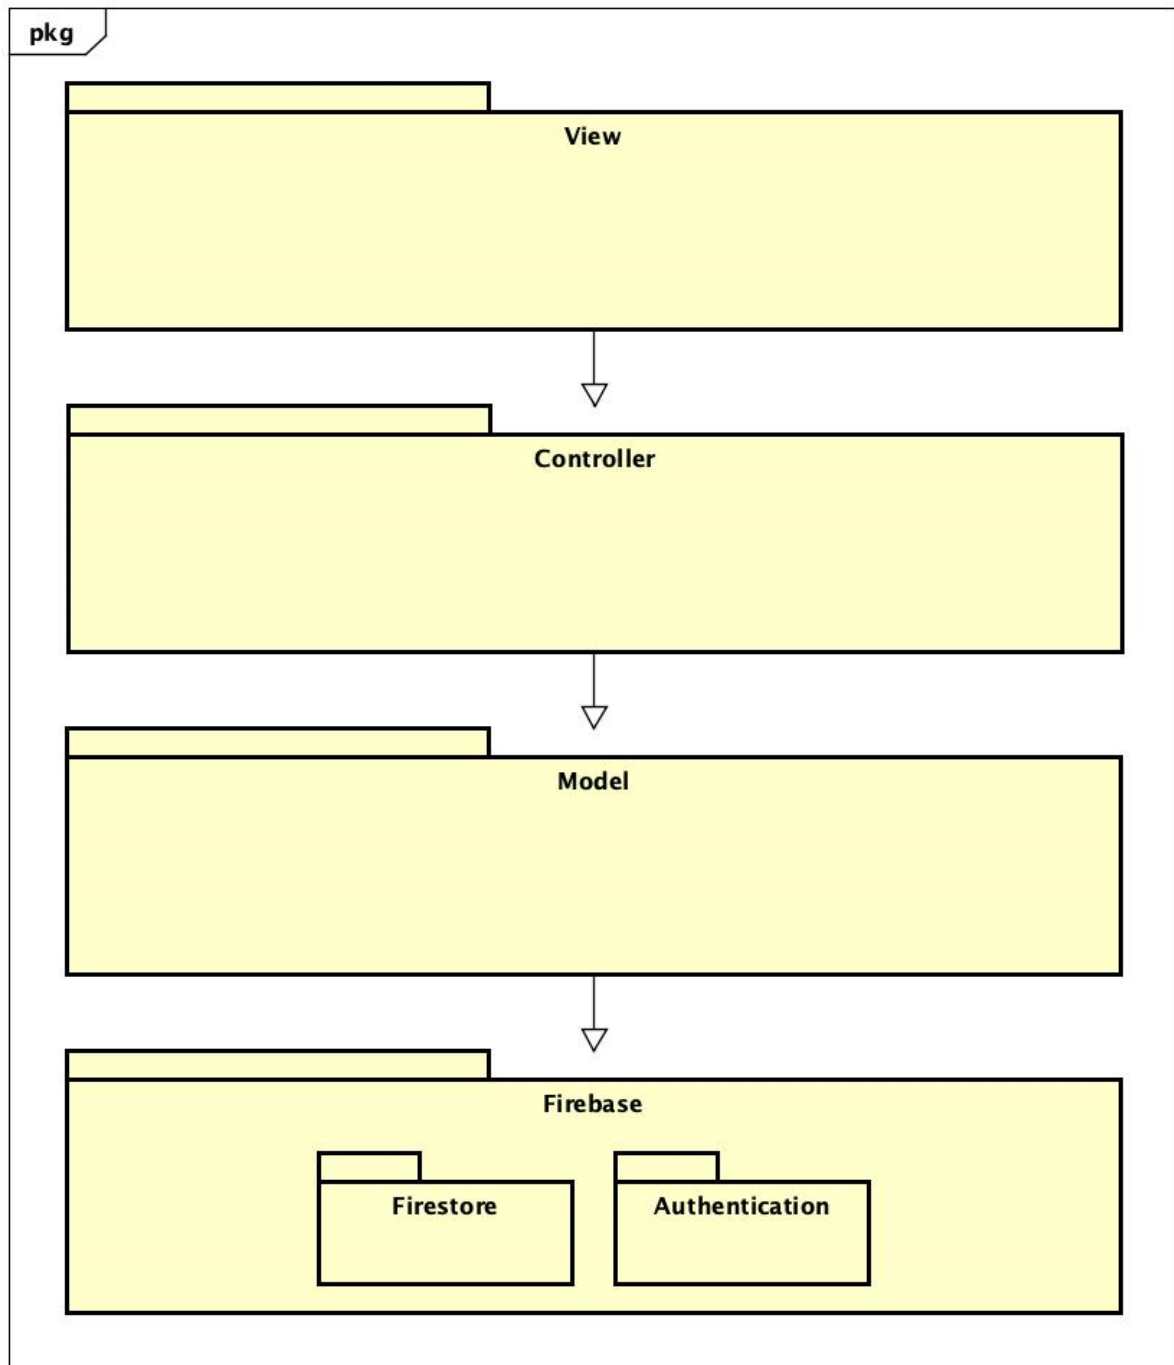 pkg
View
Controller
Model
Firebase
Firestore
Authentication